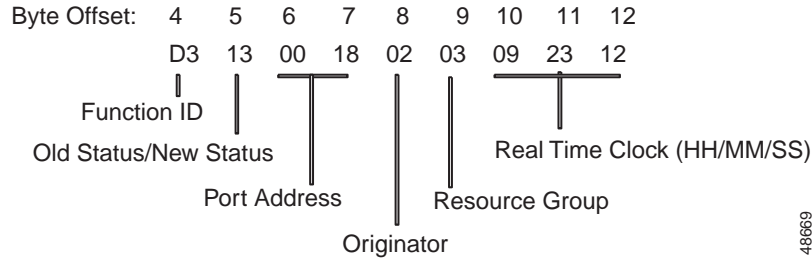 Byte Offset: 4 5 6 7 8 9 10 11 12
D3 13 00 18 02 03 09 23 12
Function ID
Old Status/New Status
Real Time Clock (HH/MM/SS)
Port Address
Resource Group
Originator
48669